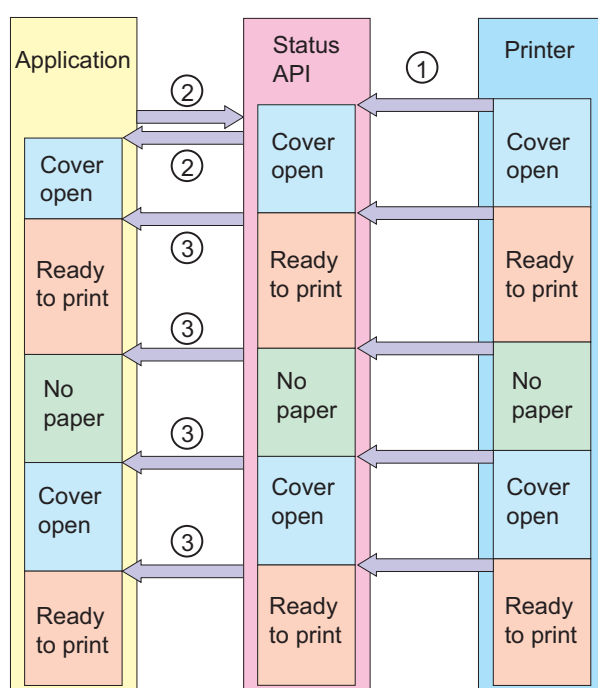 Application
Status
API
Printer
①
②
②
Cover
open
Cover
open
Cover
open
③
Ready
to print
Ready
to print
Ready
to print
③
No
paper
No
paper
No
paper
③
Cover
open
Cover
open
Cover
open
③
Ready
to print
Ready
to print
Ready
to print